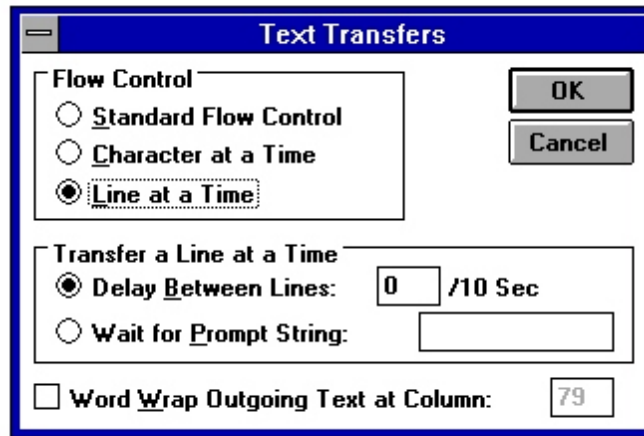 Text Transfers
Flow Control
Standard Flow Control
Character at a Time
Line at a Time
OK
Cancel
Transfer a Line at a Time
Delay Between Lines: 0 /10 Sec
Wait for Prompt String:
Word Wrap Outgoing Text at Column: 79